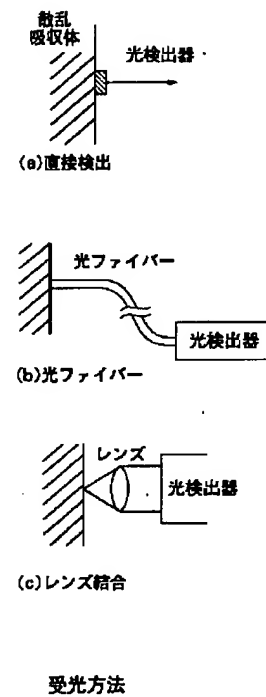 散乱
吸収体
光検出器
(a)直接検出
光ファイバー
光検出器
(b)光ファイバー
レンズ
光検出器
(c)レンズ結合
受光方法